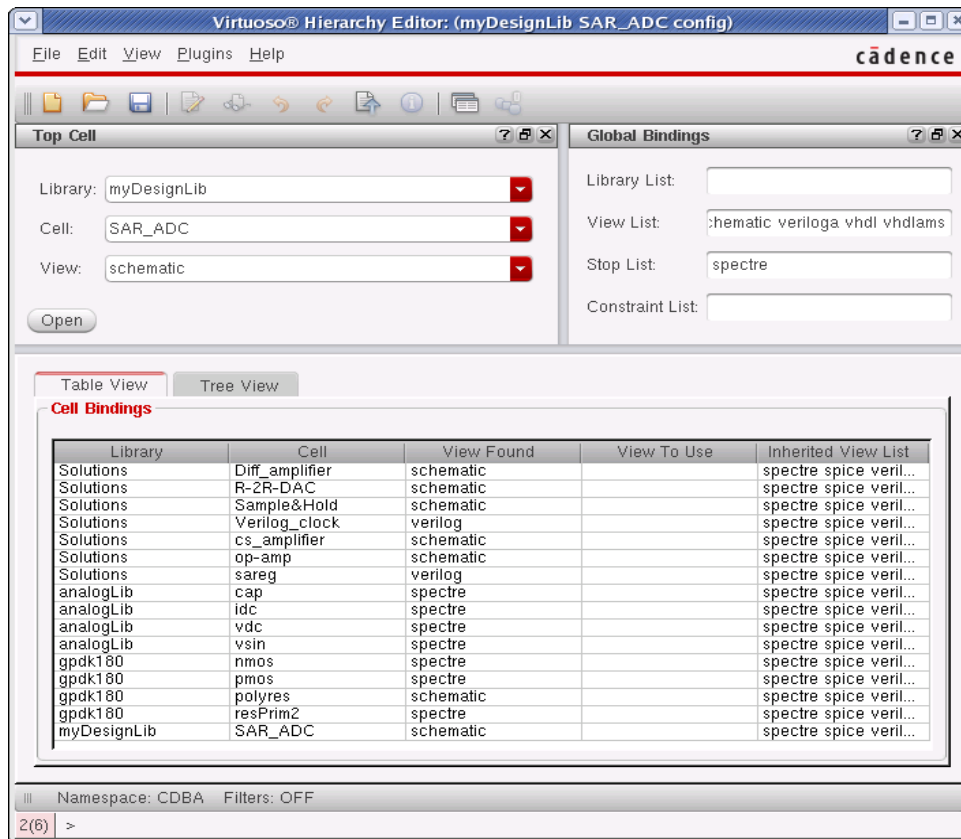 Virtuoso® Hierarchy Editor: (myDesignLib SAR_ADC config)
File Edit View Plugins Help
cādence
Top Cell
Library: myDesignLib
Cell: SAR_ADC
View: schematic
Open
Global Bindings
Library List:
View List: :hematic veriloga vhdl vhdlams
Stop List: spectre
Constraint List:
Table View Tree View
Cell Bindings
Library Cell View Found View To Use Inherited View List
Solutions Diff_amplifier schematic spectre spice veril...
Solutions R-2R-DAC schematic spectre spice veril...
Solutions Sample&Hold schematic spectre spice veril...
Solutions Verilog_clock verilog spectre spice veril...
Solutions cs_amplifier schematic spectre spice veril...
Solutions op-amp schematic spectre spice veril...
Solutions sareg verilog spectre spice veril...
analogLib cap spectre spectre spice veril...
analogLib idc spectre spectre spice veril...
analogLib vdc spectre spectre spice veril...
analogLib vsin spectre spectre spice veril...
gpdk180 nmos spectre spectre spice veril...
gpdk180 pmos spectre spectre spice veril...
gpdk180 polyres schematic spectre spice veril...
gpdk180 resPrim2 spectre spectre spice veril...
myDesignLib SAR_ADC schematic spectre spice veril...
Namespace: CDBA Filters: OFF
2(6) >